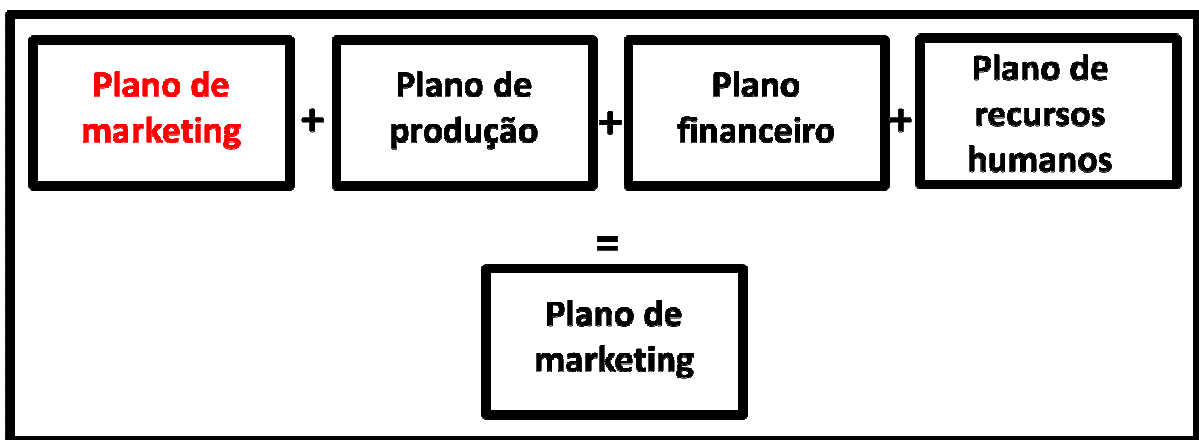 Plano de
marketing
+
Plano de
produção
+
Plano
financeiro
+
Plano de
recursos
humanos
=
Plano de
marketing